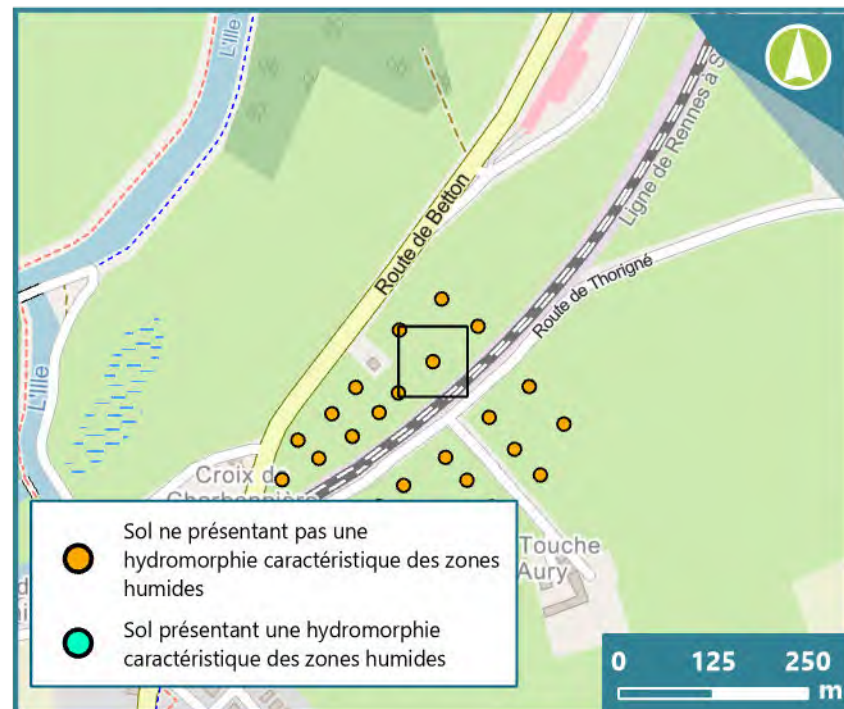 L'Ille
Ligne de Rennes à S
Route de Betton
Route de Thorigné
L'Ille
Croix de
Charbonnière
Touche
Aury
Sol ne présentant pas une
hydromorphie caractéristique des zones
humides
Sol présentant une hydromorphie
caractéristique des zones humides
0 125 250
m